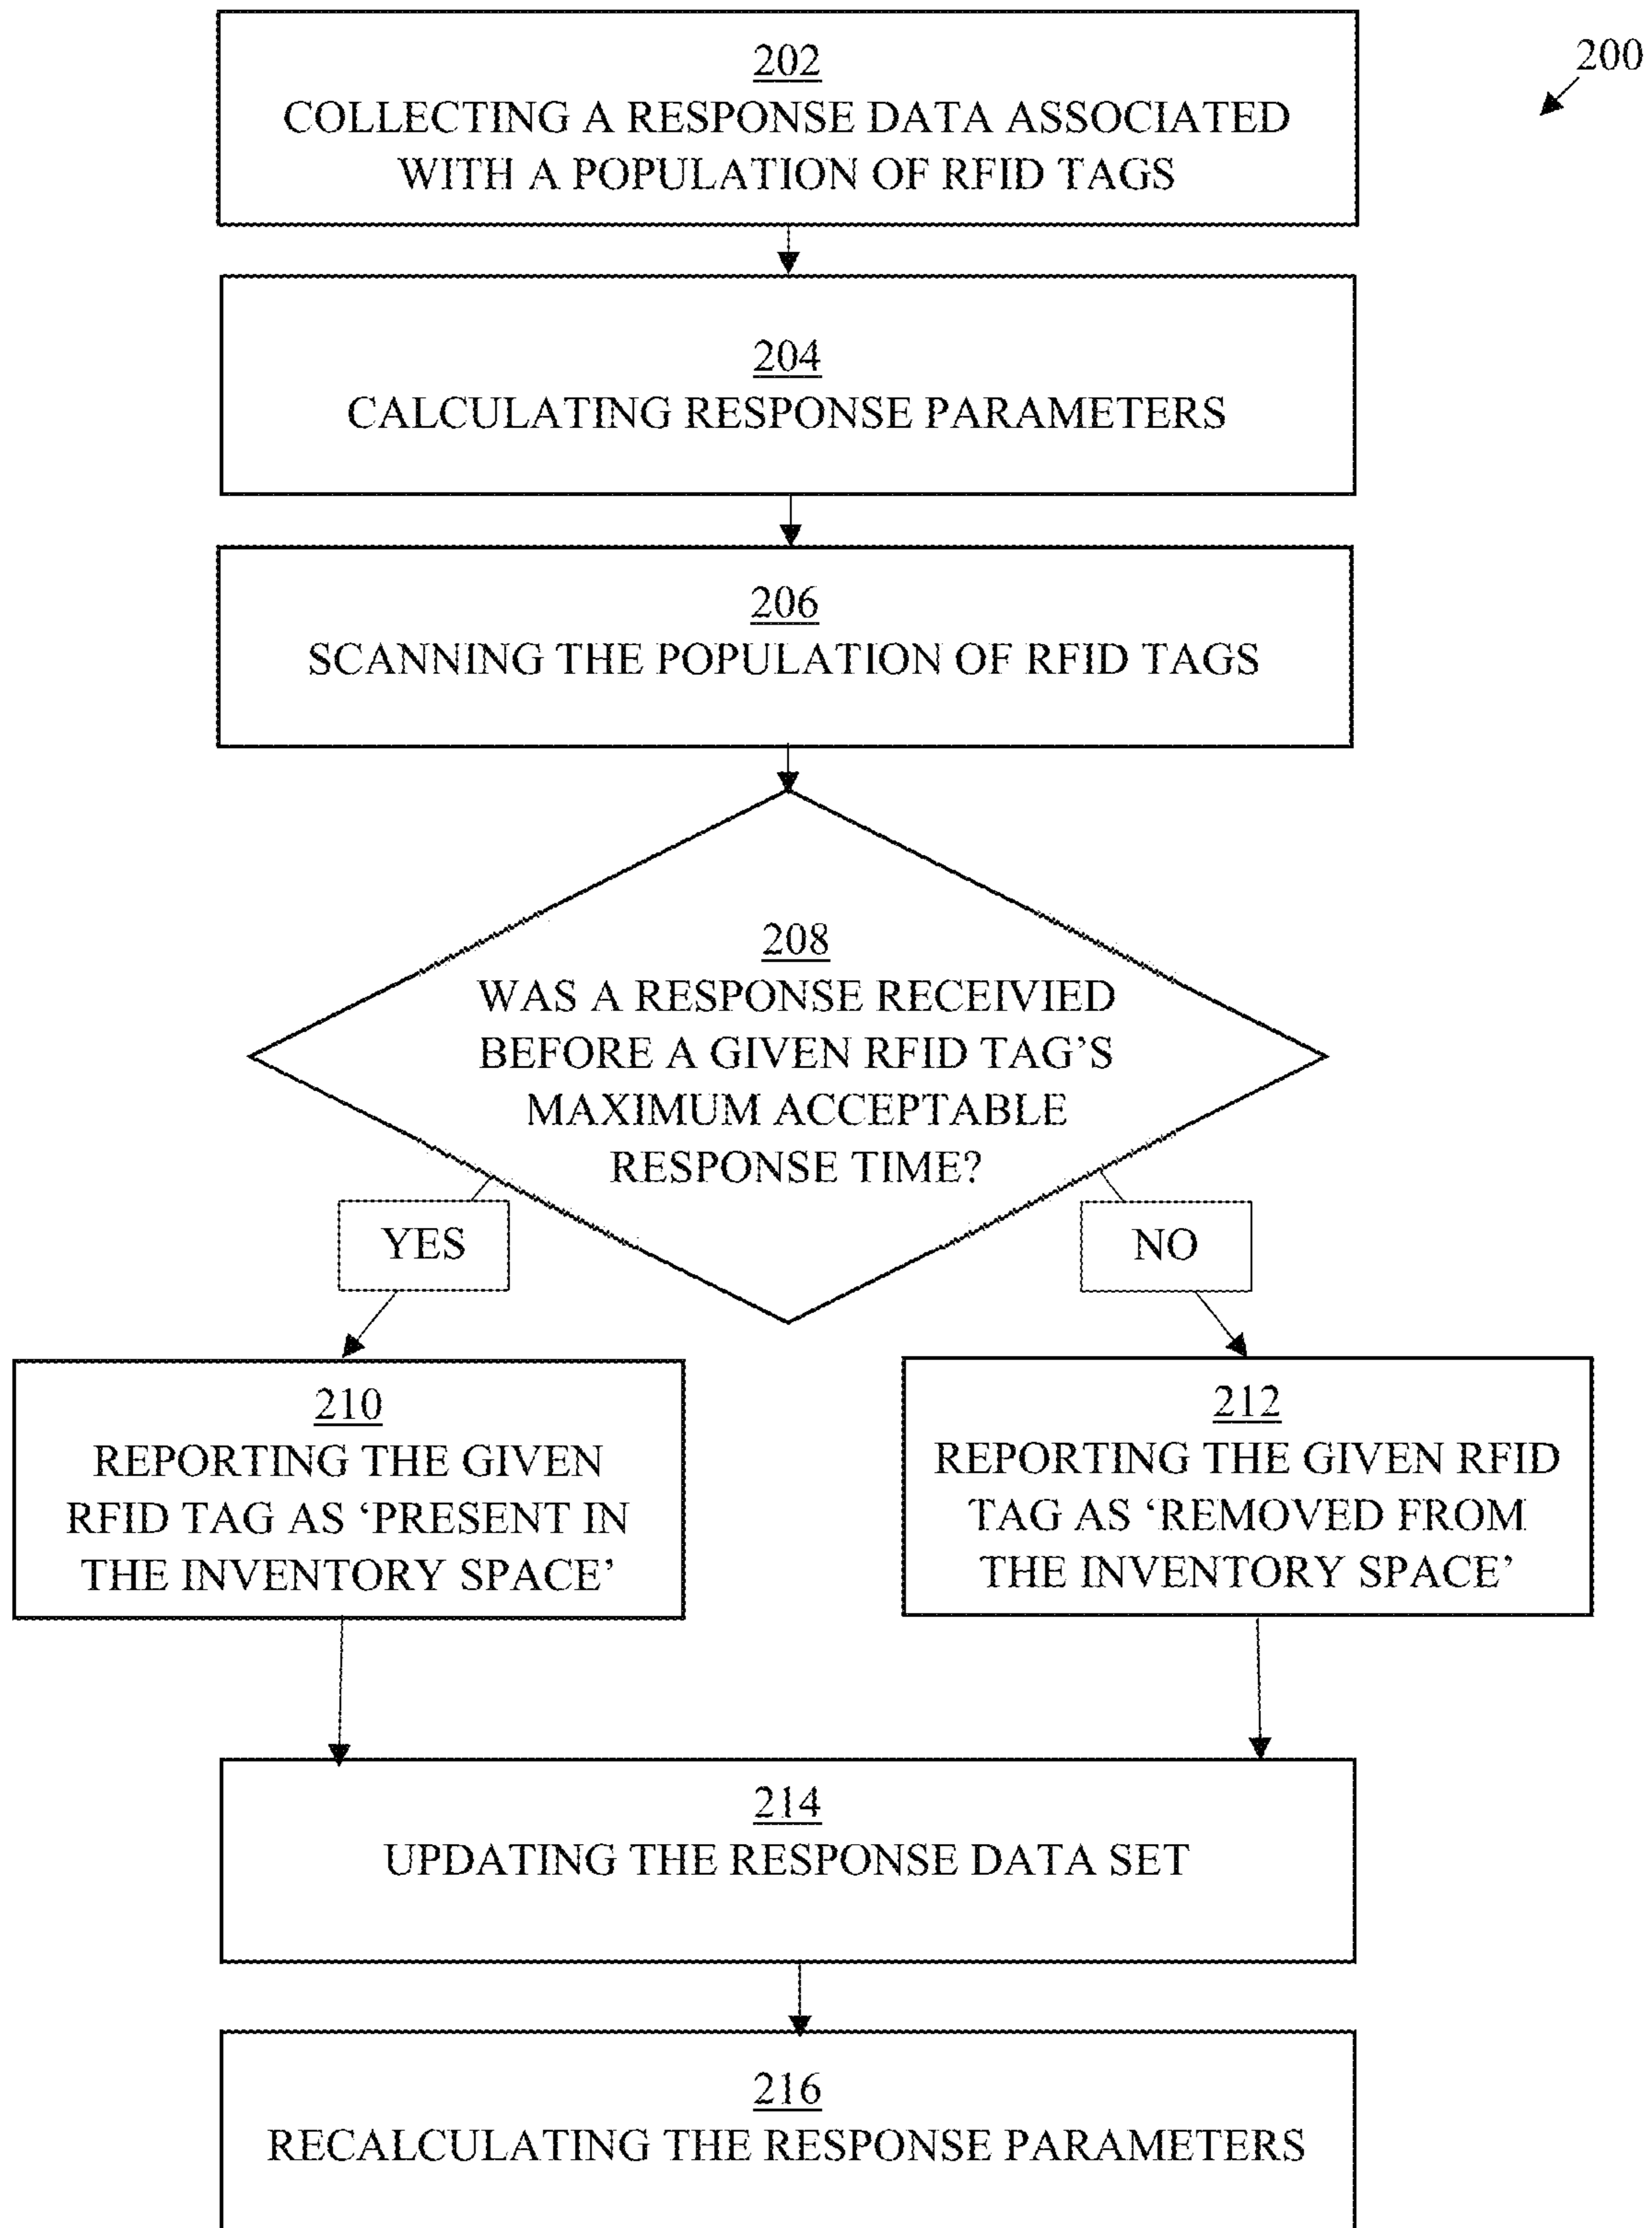 200
202
COLLECTING A RESPONSE DATA ASSOCIATED
WITH A POPULATION OF RFID TAGS
204
CALCULATING RESPONSE PARAMETERS
206
SCANNING THE POPULATION OF RFID TAGS
208
WAS A RESPONSE RECEIVIED
BEFORE A GIVEN RFID TAG’S
MAXIMUM ACCEPTABLE
RESPONSE TIME?
YES
NO
210
REPORTING THE GIVEN
RFID TAG AS ‘PRESENT IN
THE INVENTORY SPACE’
212
REPORTING THE GIVEN RFID
TAG AS ‘REMOVED FROM
THE INVENTORY SPACE’
214
UPDATING THE RESPONSE DATA SET
216
RECALCULATING THE RESPONSE PARAMETERS